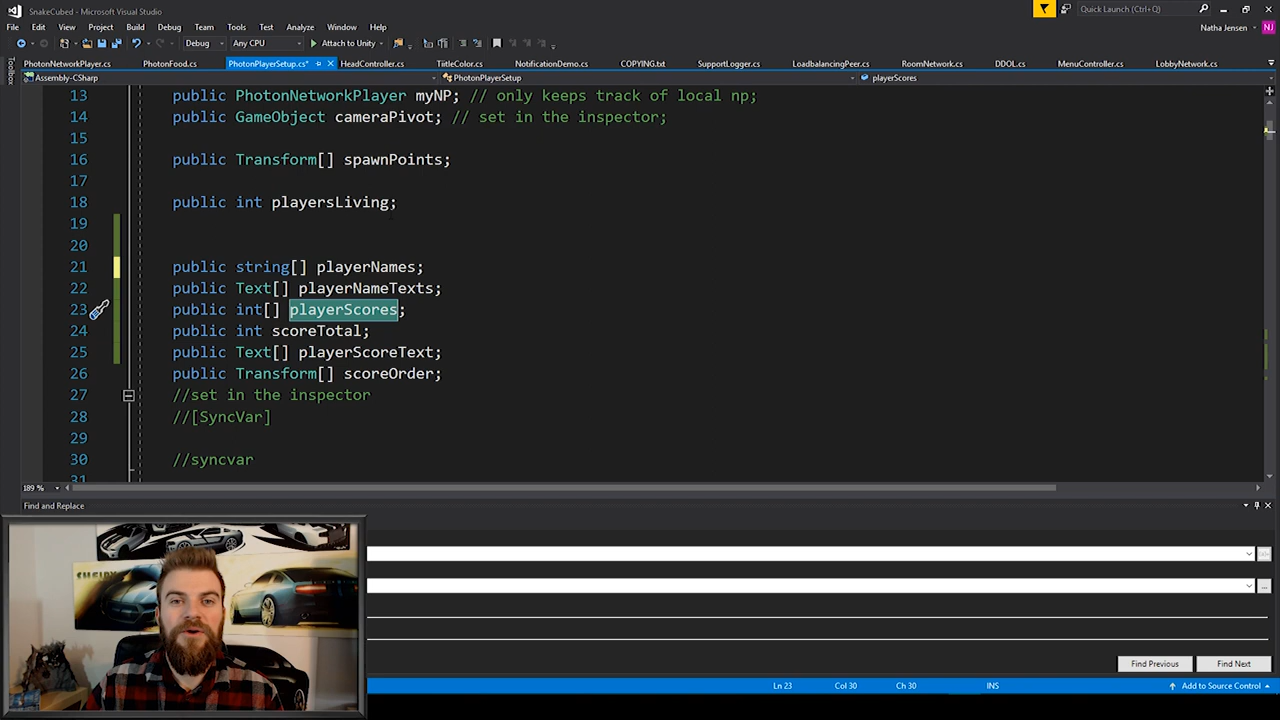 SnakeCubed - Microsoft Visual Studio
Quick Launch (Ctrl+Q)
File Edit View Project Build Debug Team Tools Test Analyze Window Help
Natha Jensen NJ
Debug Any CPU Attach to Unity
Toolbox
PhotonNetworkPlayer.cs PhotonFood.cs PhotonPlayerSetup.cs* HeadController.cs TiitleColor.cs NotificationDemo.cs COPYING.txt SupportLogger.cs LoadbalancingPeer.cs RoomNetwork.cs DDOL.cs MenuController.cs LobbyNetwork.cs
Assembly-CSharp PhotonPlayerSetup playerScores
13 public PhotonNetworkPlayer myNP; // only keeps track of local np;
14 public GameObject cameraPivot; // set in the inspector;
15
16 public Transform[] spawnPoints;
17
18 public int playersLiving;
19
20
21 public string[] playerNames;
22 public Text[] playerNameTexts;
23 public int[] playerScores;
24 public int scoreTotal;
25 public Text[] playerScoreText;
26 public Transform[] scoreOrder;
27 //set in the inspector
28 //[SyncVar]
29
30 //syncvar
31
189 %
Find and Replace
SHELBY
Find Previous Find Next
Ln 23 Col 30 Ch 30 INS Add to Source Control